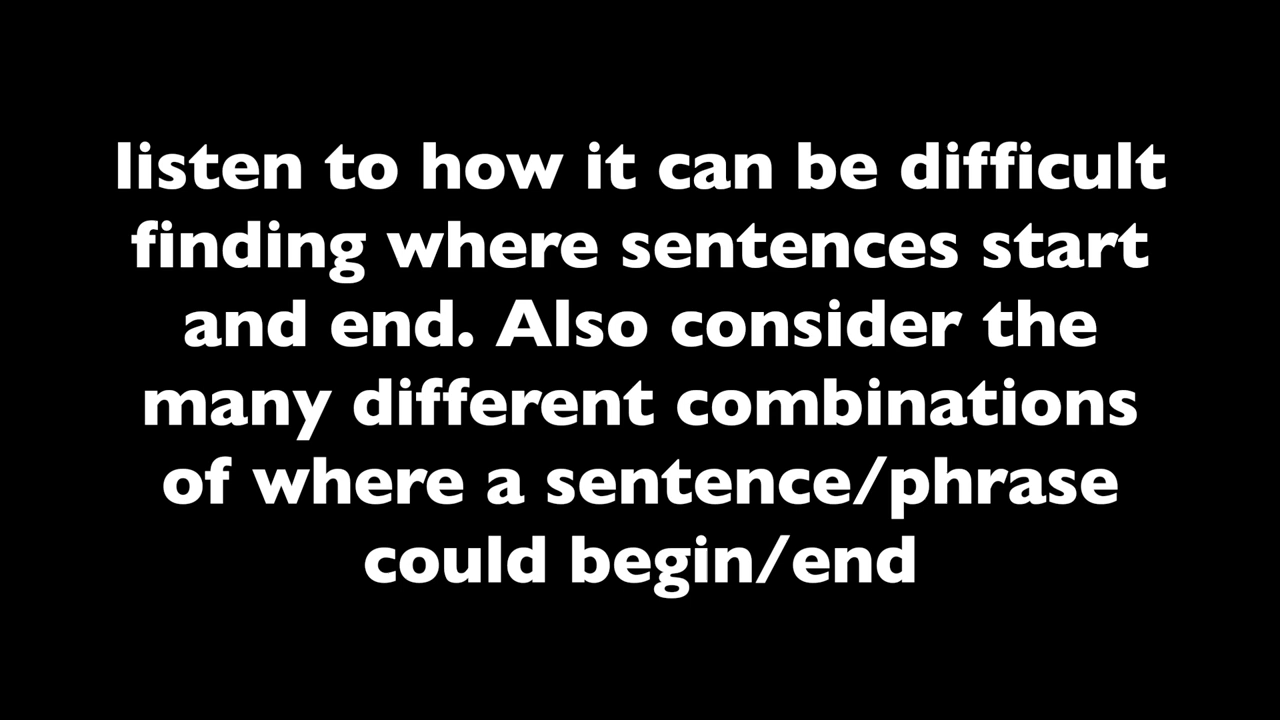 listen to how it can be difficult
finding where sentences start
and end. Also consider the
many different combinations
of where a sentence/phrase
could begin/end